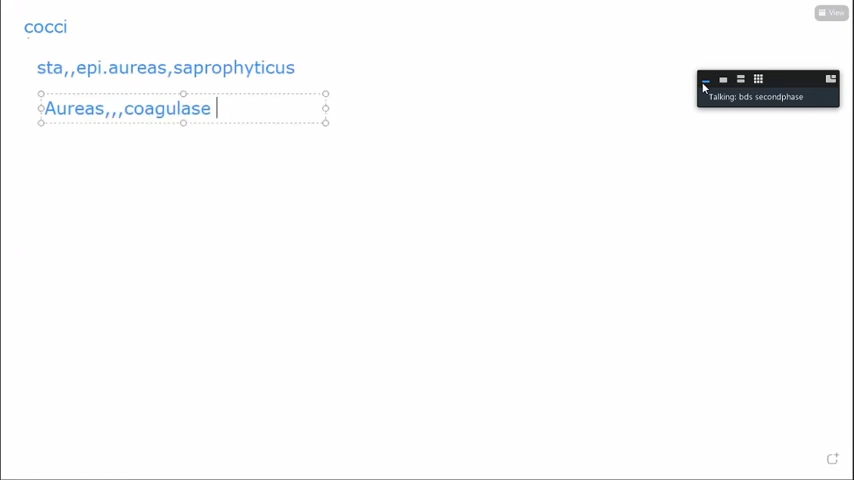 cocci
sta,,epi.aureas,saprophyticus
Aureas,,,coagulase
View
Talking: bds secondphase